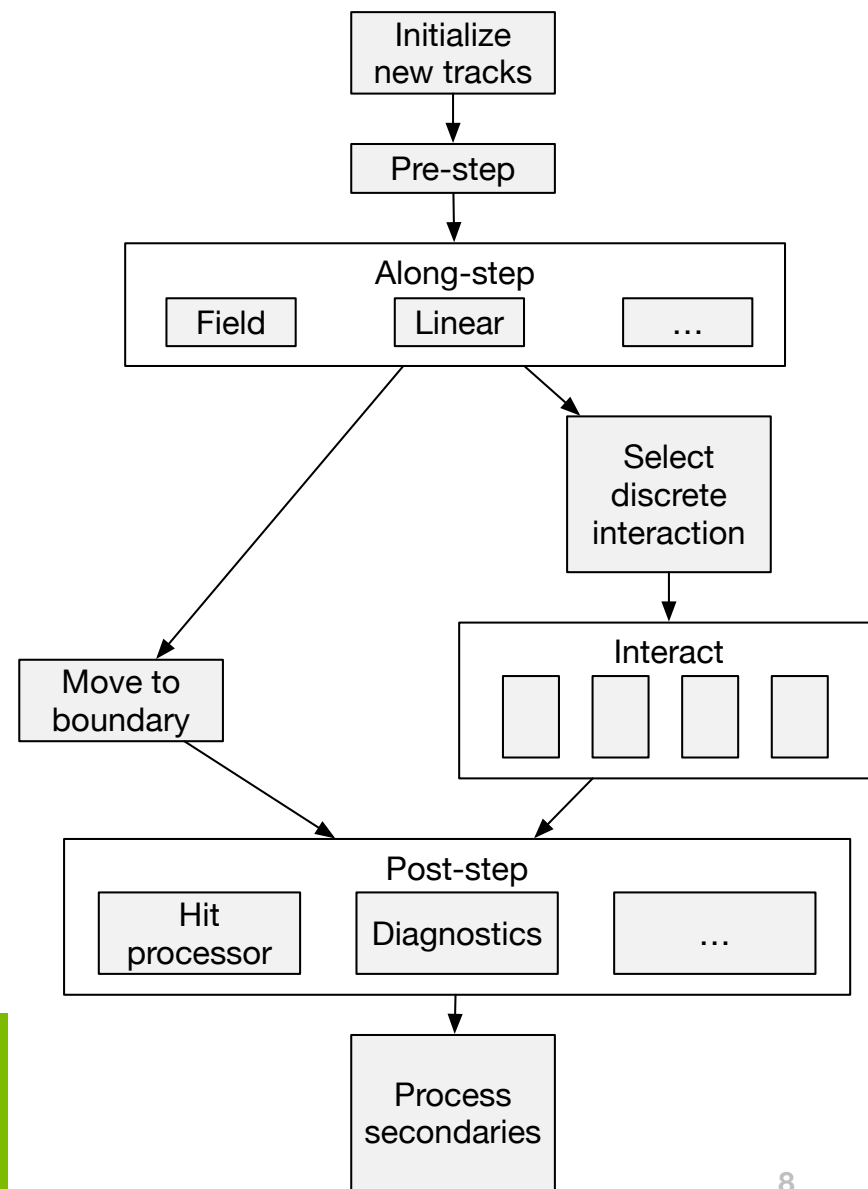 Initialize
new tracks
Pre-step
Along-step
Field
Linear
...
Select
discrete
interaction
Interact
Move to
boundary
Post-step
Hit
processor
Diagnostics
...
Process
secondaries
8